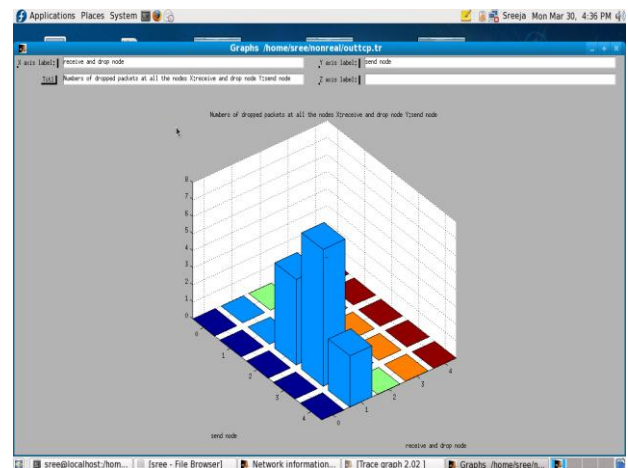 Applications Places System Sreeja Mon Mar 30, 4:36 PM
Graphs /home/sree/nonreal/outtcp.tr
X axis label: receive and drop node Y axis label: send node
Numbers of dropped packets at all the nodes X:receive and drop node Y:send node Z axis label:
Numbers of dropped packets at all the nodes X:receive and drop node Y:send node
8
7
6
5
4
3
2
1
0
0 4
1 3
2 2
3 1
4 0
send node
receive and drop node
sree@localhost:/hom... [sree - File Browser] Network information... [Trace graph 2.02 ] Graphs /home/sree/n...